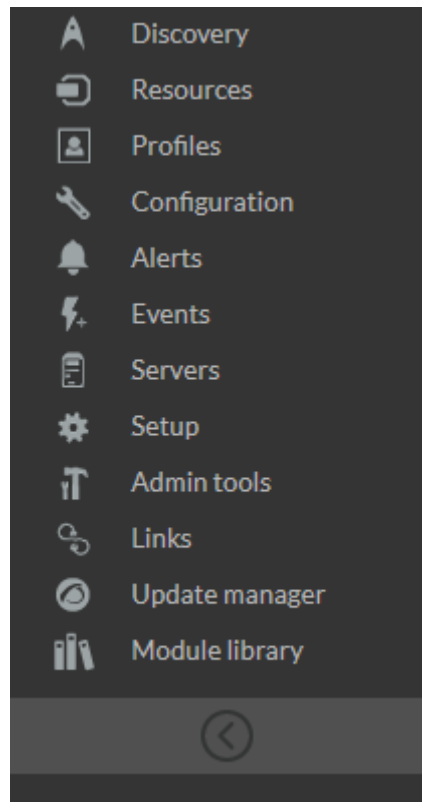 Discovery
Resources
Profiles
Configuration
Alerts
Events
Servers
Setup
Admin tools
Links
Update manager
Module library